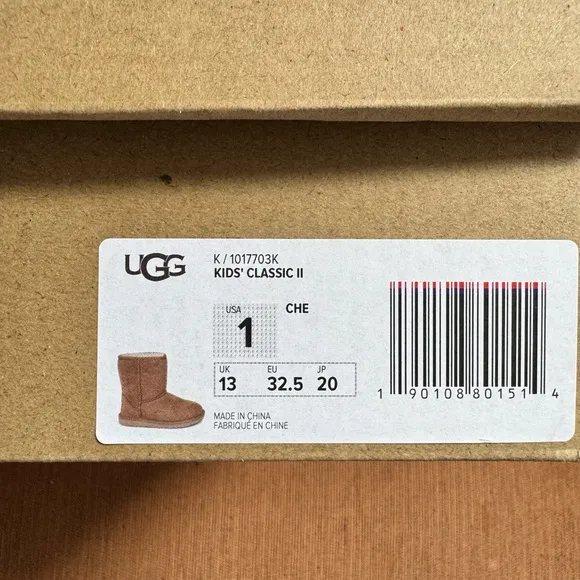 UGG
K / 1017703K
KIDS' CLASSIC II
USA
1
CHE
UK EU JP
13 32.5 20
MADE IN CHINA
FABRIQUÉ EN CHINE
1 90108 80151 4